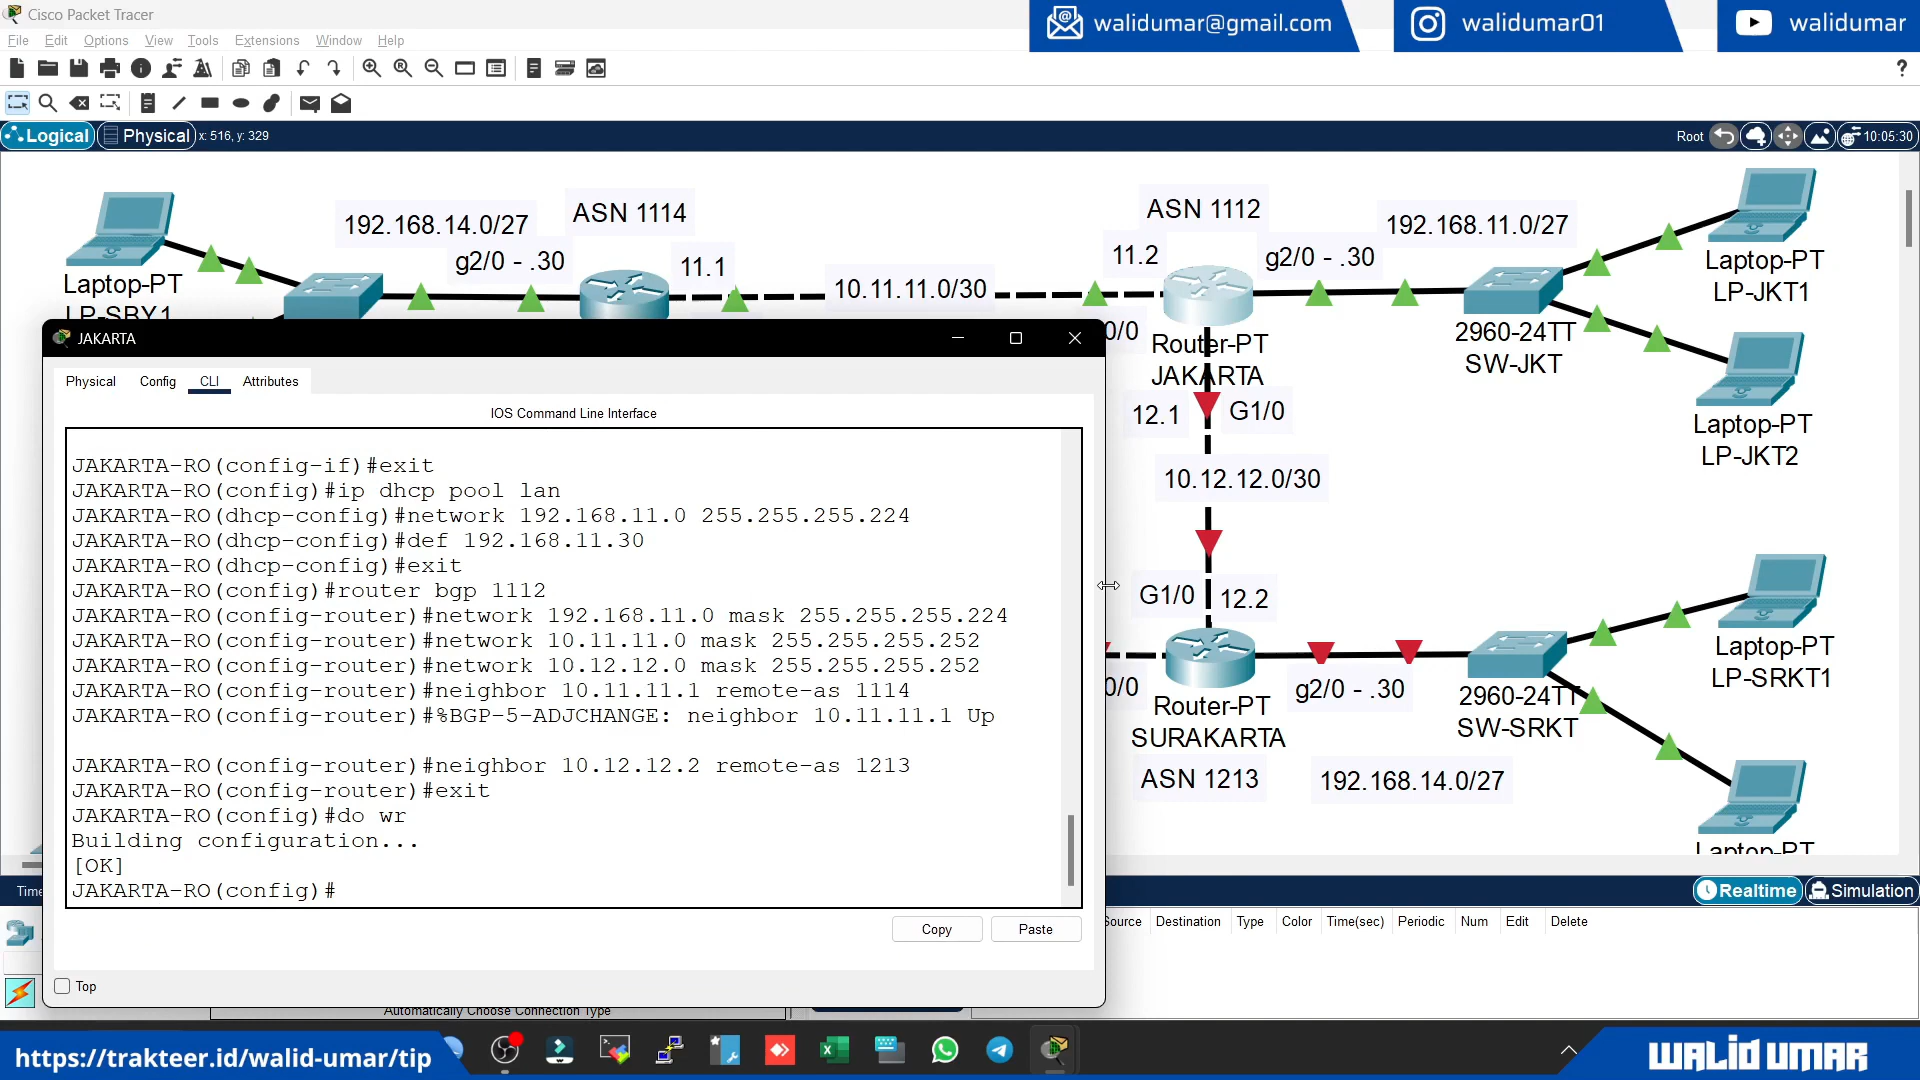 Cisco Packet Tracer
walidumar@gmail.com
walidumar01
walidumar
File Edit Options View Tools Extensions Window Help
?
Logical Physical x: 516, y: 329
Root 10:05:30
192.168.14.0/27
ASN 1114
g2/0 - .30
11.1
10.11.11.0/30
ASN 1112
11.2
g2/0 - .30
192.168.11.0/27
Laptop-PT
LP-SBY1
Laptop-PT
LP-JKT1
0/0
Router-PT
JAKARTA
2960-24TT
SW-JKT
12.1
G1/0
Laptop-PT
LP-JKT2
10.12.12.0/30
G1/0
12.2
0/0
Router-PT
SURAKARTA
ASN 1213
g2/0 - .30
192.168.14.0/27
2960-24TT
SW-SRKT
Laptop-PT
LP-SRKT1
Laptop-PT
JAKARTA
Physical Config CLI Attributes
IOS Command Line Interface
JAKARTA-RO(config-if)#exit
JAKARTA-RO(config)#ip dhcp pool lan
JAKARTA-RO(dhcp-config)#network 192.168.11.0 255.255.255.224
JAKARTA-RO(dhcp-config)#def 192.168.11.30
JAKARTA-RO(dhcp-config)#exit
JAKARTA-RO(config)#router bgp 1112
JAKARTA-RO(config-router)#network 192.168.11.0 mask 255.255.255.224
JAKARTA-RO(config-router)#network 10.11.11.0 mask 255.255.255.252
JAKARTA-RO(config-router)#network 10.12.12.0 mask 255.255.255.252
JAKARTA-RO(config-router)#neighbor 10.11.11.1 remote-as 1114
JAKARTA-RO(config-router)#%BGP-5-ADJCHANGE: neighbor 10.11.11.1 Up
JAKARTA-RO(config-router)#neighbor 10.12.12.2 remote-as 1213
JAKARTA-RO(config-router)#exit
JAKARTA-RO(config)#do wr
Building configuration...
[OK]
JAKARTA-RO(config)#
Copy Paste
Top
Time
Realtime Simulation
Source Destination Type Color Time(sec) Periodic Num Edit Delete
Automatically Choose Connection Type
https://trakteer.id/walid-umar/tip
WALID UMAR